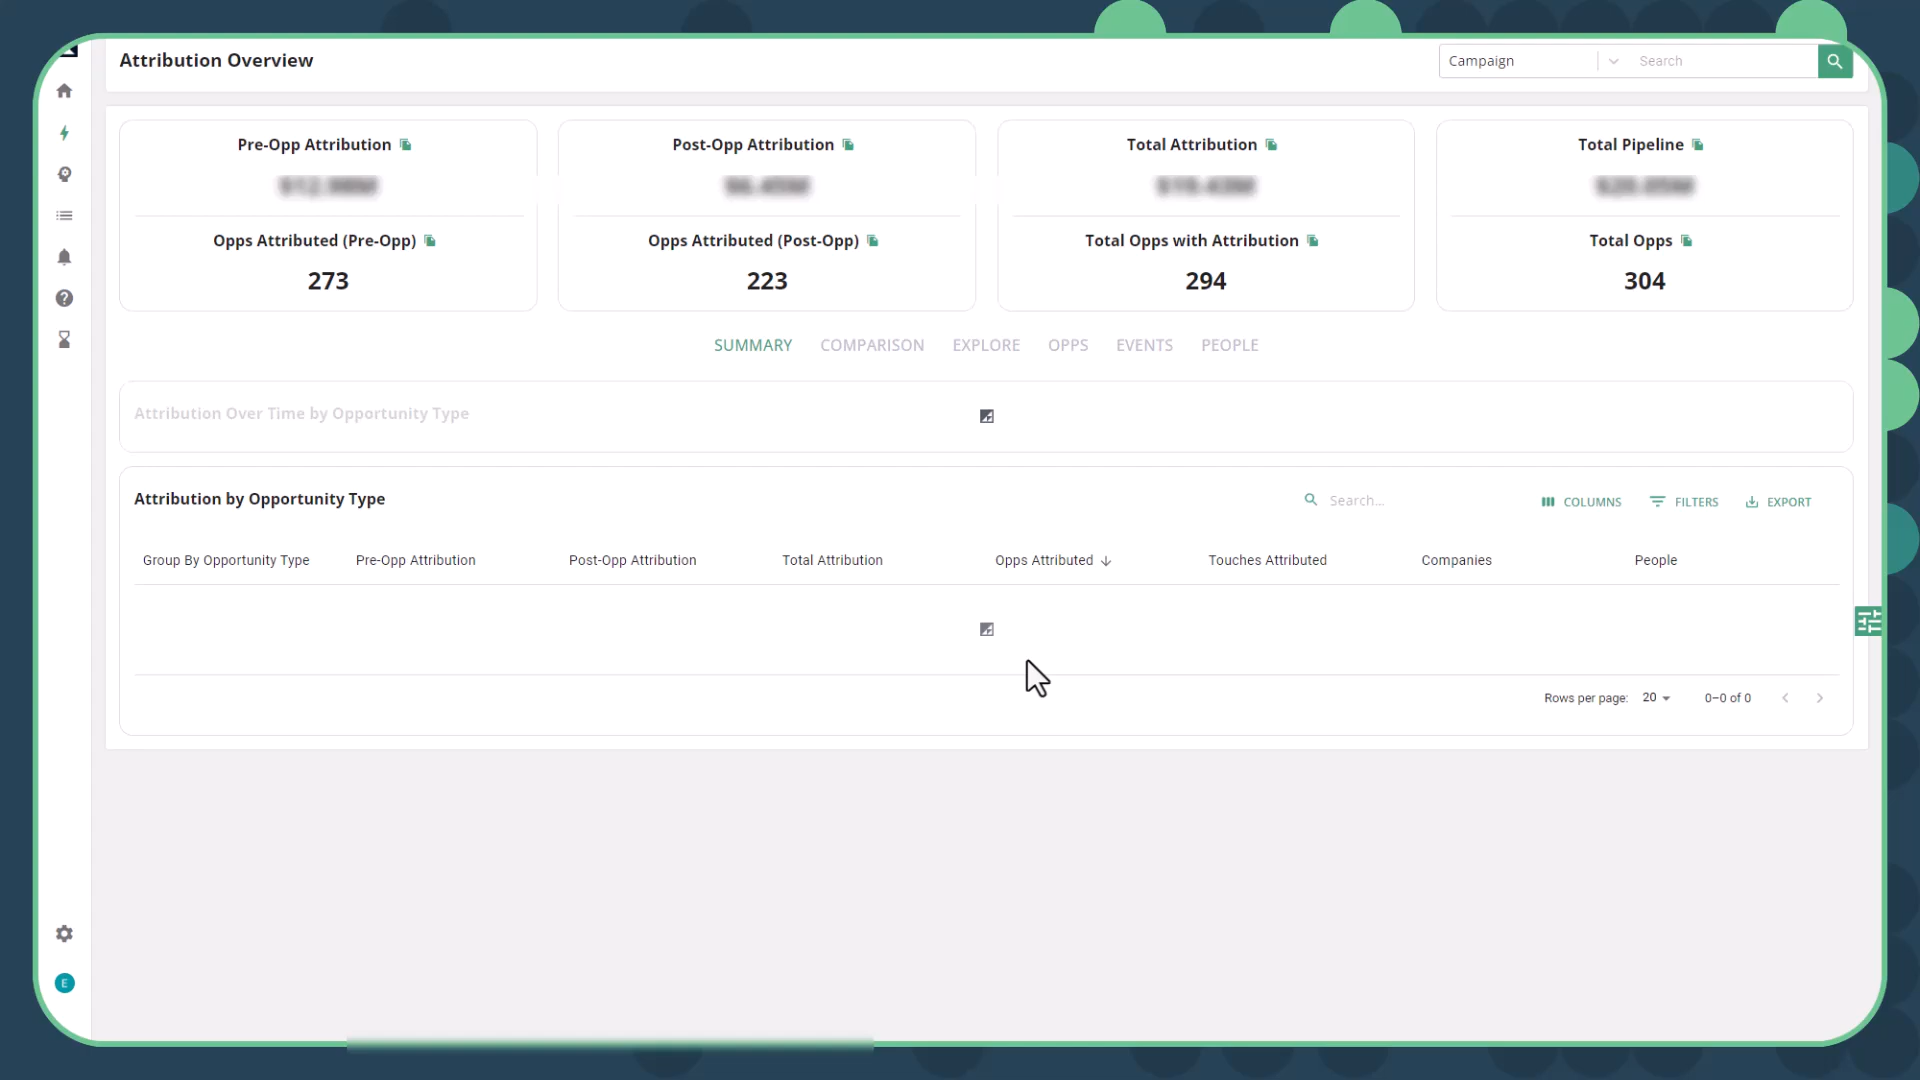 Attribution Overview
Campaign
Search
Pre-Opp Attribution
Post-Opp Attribution
Total Attribution
Total Pipeline
Opps Attributed (Pre-Opp)
Opps Attributed (Post-Opp)
Total Opps with Attribution
Total Opps
273
223
294
304
SUMMARY
COMPARISON
EXPLORE
OPPS
EVENTS
PEOPLE
Attribution Over Time by Opportunity Type
Attribution by Opportunity Type
Search...
COLUMNS
FILTERS
EXPORT
Group By Opportunity Type
Pre-Opp Attribution
Post-Opp Attribution
Total Attribution
Opps Attributed
Touches Attributed
Companies
People
Rows per page: 20
0–0 of 0
E